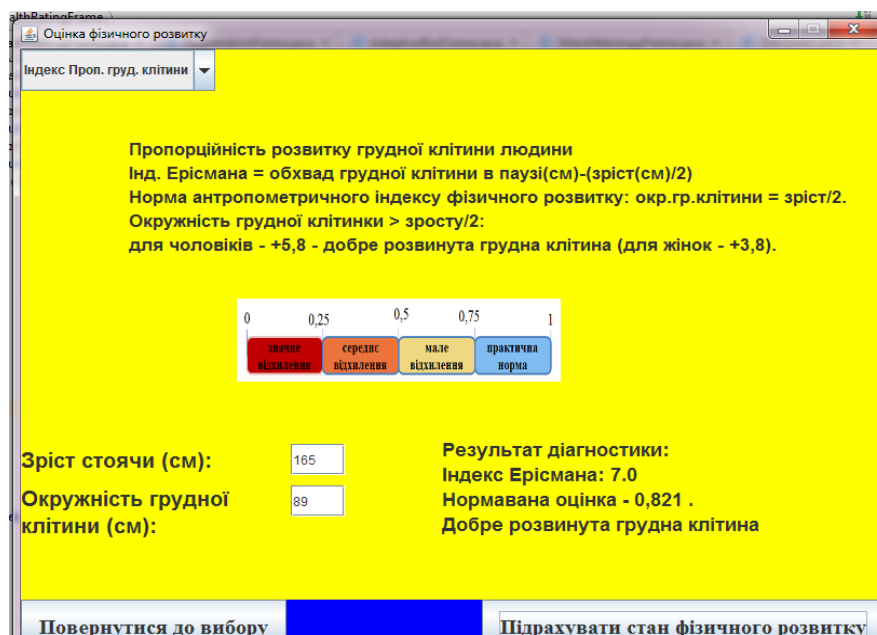 althRatingFrame
Оцінка фізичного розвитку
Індекс Проп. груд. клітини
Пропорційність розвитку грудної клітини людини
Інд. Ерісмана = обхват грудної клітини в паузі(см)-(зріст(см)/2)
Норма антропометричного індексу фізичного розвитку: окр.гр.клітини = зріст/2.
Окружність грудної клітинки > зросту/2:
для чоловіків - +5,8 - добре розвинута грудна клітина (для жінок - +3,8).
0 0,25 0,5 0,75 1
значне середнє мале практична
відхилення відхилення відхилення норма
Зріст стоячи (см): 165
Окружність грудної
клітини (см): 89
Результат діагностики:
Індекс Ерісмана: 7.0
Нормавана оцінка - 0,821 .
Добре розвинута грудна клітина
Повернутися до вибору Підрахувати стан фізичного розвитку